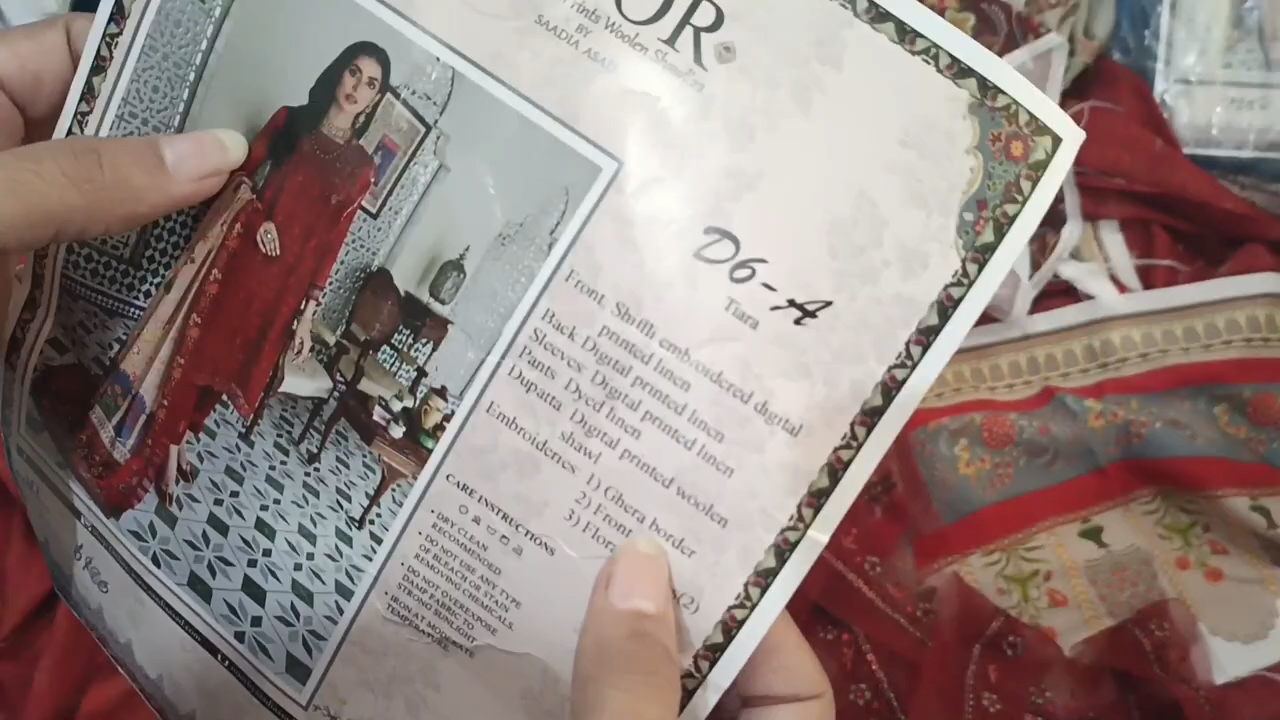 OR
Prints Woolen Shawl'23
BY
SAADIA ASAD
D6-A
Tiara
Front. Shiffli embroidered digital
printed linen
Back Digital printed linen
Sleeves Digital printed linen
Pants. Dyed linen
Dupatta Digital printed woolen
shawl
Embroideries 1) Ghera border
2) Front
3) Flor
(2)
CARE INSTRUCTIONS
• DRY CLEAN
RECOMMENDED
• DO NOT USE ANY TYPE
OF BLEACH OR STAIN
REMOVING CHEMICALS.
• DO NOT OVEREXPOSE
DAMP FABRIC TO
STRONG SUNLIGHT
• IRON AT MODERATE
TEMPERATURE.